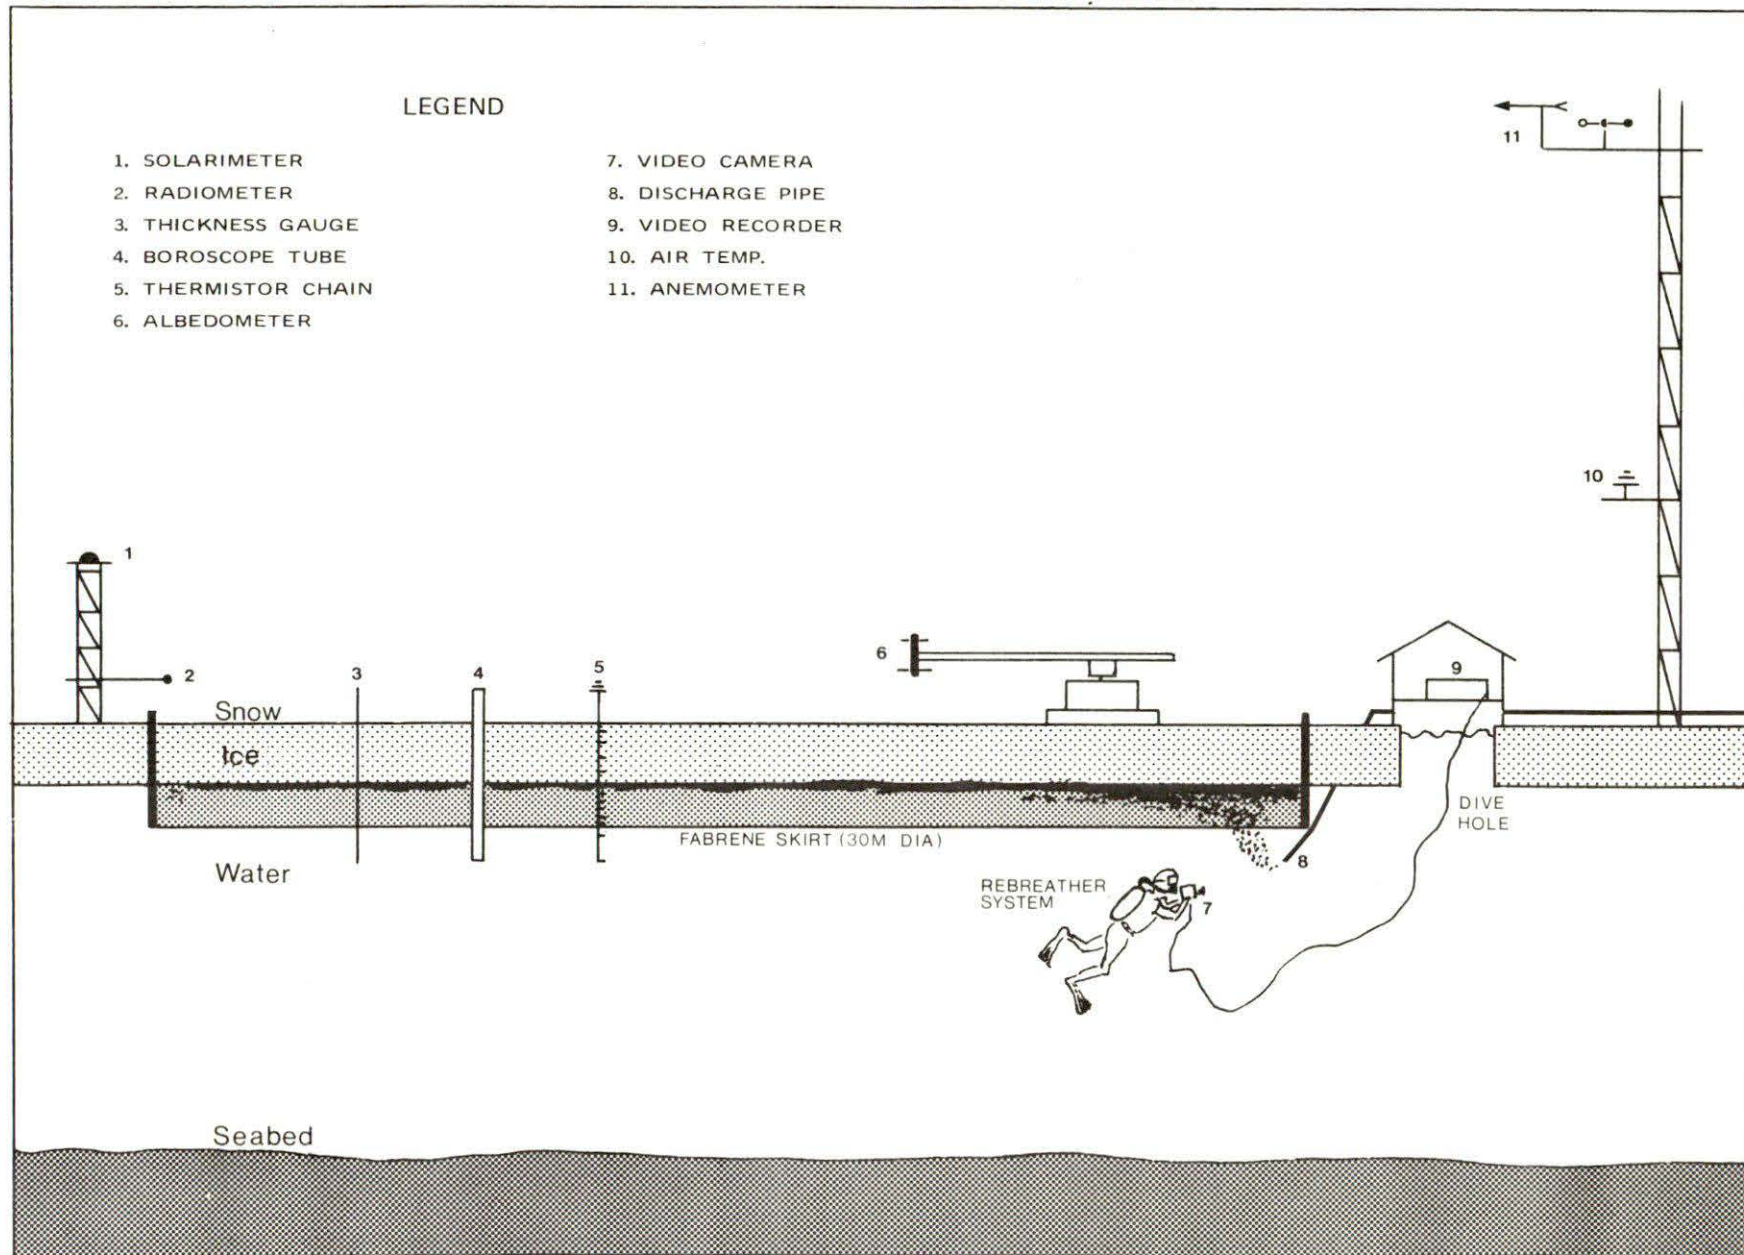 LEGEND
1. SOLARIMETER
2. RADIOMETER
3. THICKNESS GAUGE
4. BOROSCOPE TUBE
5. THERMISTOR CHAIN
6. ALBEDOMETER
7. VIDEO CAMERA
8. DISCHARGE PIPE
9. VIDEO RECORDER
10. AIR TEMP.
11. ANEMOMETER
11
10
1
2
3
4
5
6
9
Snow
Ice
DIVE
HOLE
FABRENE SKIRT (30M DIA)
8
Water
REBREATHER
SYSTEM
7
Seabed